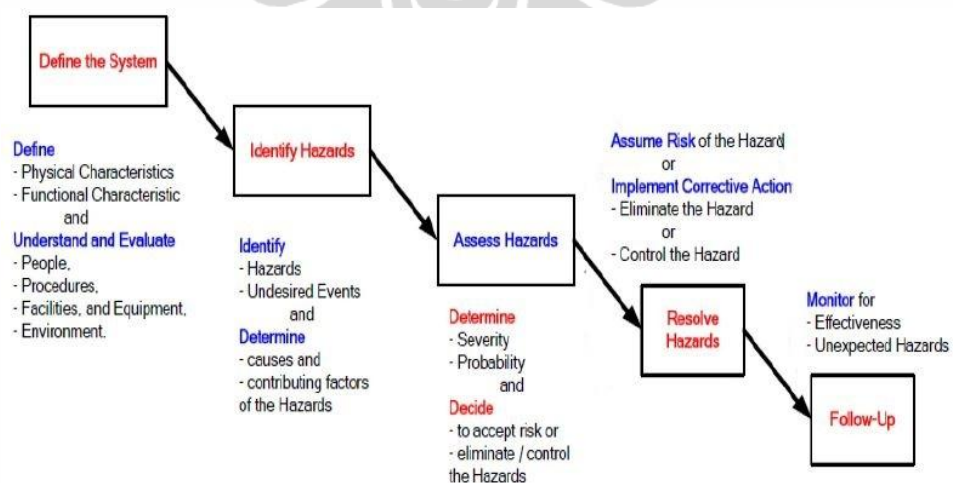 Define the System
Define
- Physical Characteristics
- Functional Characteristic
and
Understand and Evaluate
- People,
- Procedures,
- Facilities, and Equipment,
- Environment.
Identify Hazards
Identify
- Hazards
- Undesired Events
and
Determine
- causes and
- contributing factors
of the Hazards
Assess Hazards
Determine
- Severity
- Probability
and
Decide
- to accept risk or
- eliminate / control
the Hazards
Assume Risk of the Hazard
or
Implement Corrective Action
- Eliminate the Hazard
or
- Control the Hazard
Resolve
Hazards
Monitor for
- Effectiveness
- Unexpected Hazards
Follow-Up